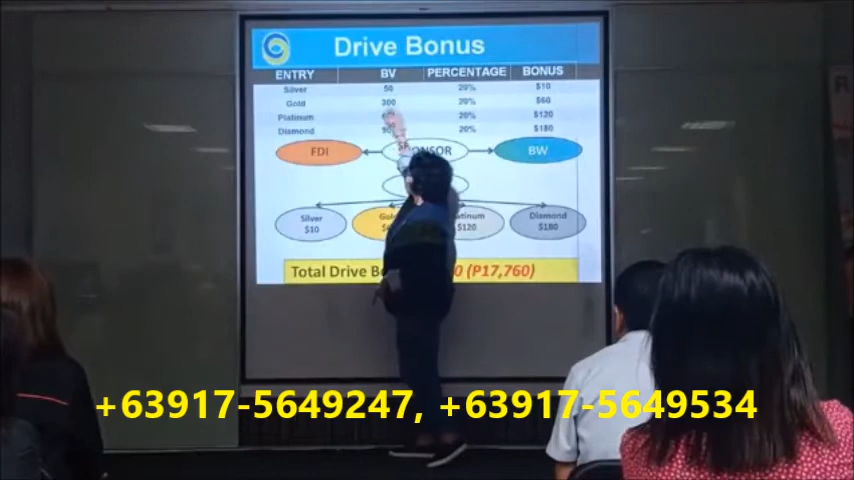 Drive Bonus
ENTRY BV PERCENTAGE BONUS
Silver 50 20% $10
Gold 300 20% $60
Platinum 20% $120
Diamond 20% $180
FDI BW
Silver Diamond
$10 $120 $180
Total Drive (P17,760)
+63917-5649247, +63917-5649534